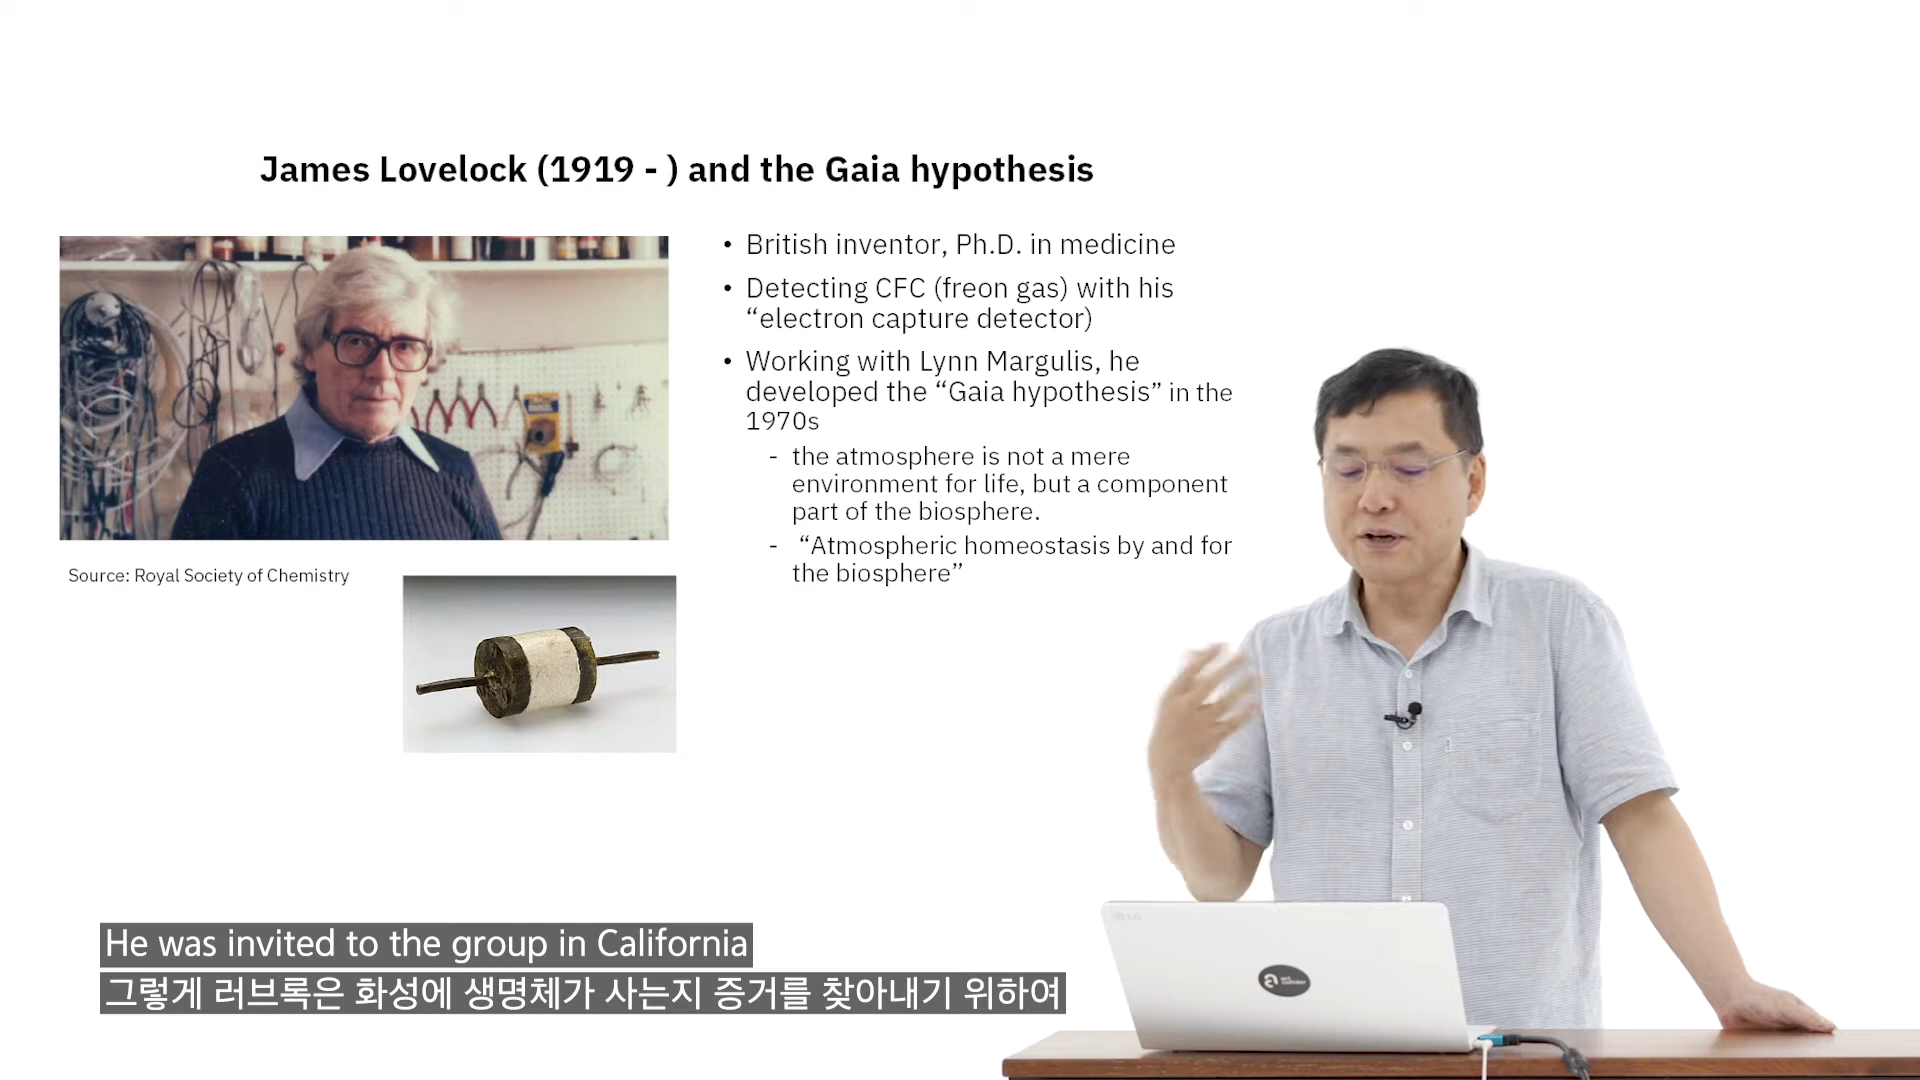 James Lovelock (1919 - ) and the Gaia hypothesis
• British inventor, Ph.D. in medicine
• Detecting CFC (freon gas) with his
“electron capture detector)
• Working with Lynn Margulis, he
developed the “Gaia hypothesis” in the
1970s
- the atmosphere is not a mere
environment for life, but a component
part of the biosphere.
- “Atmospheric homeostasis by and for
the biosphere”
Source: Royal Society of Chemistry
LG
He was invited to the group in California
그렇게 러브록은 화성에 생명체가 사는지 증거를 찾아내기 위하여